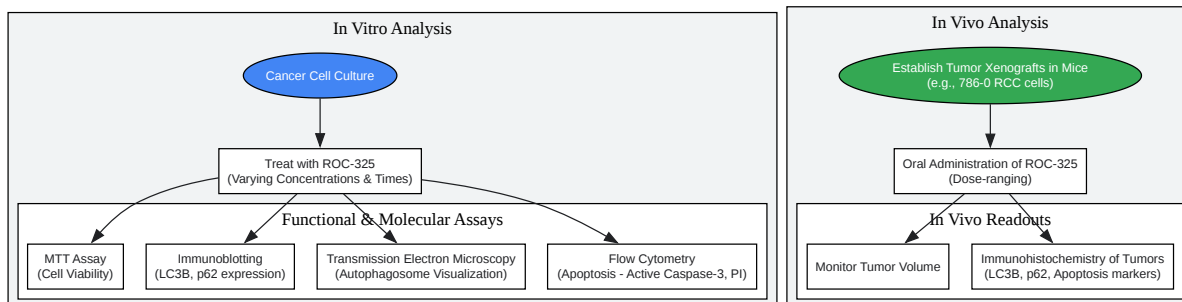 In Vitro Analysis
Cancer Cell Culture
Treat with ROC-325
(Varying Concentrations & Times)
Functional & Molecular Assays
MTT Assay
(Cell Viability)
Immunoblotting
(LC3B, p62 expression)
Transmission Electron Microscopy
(Autophagosome Visualization)
Flow Cytometry
(Apoptosis - Active Caspase-3, PI)
In Vivo Analysis
Establish Tumor Xenografts in Mice
(e.g., 786-0 RCC cells)
Oral Administration of ROC-325
(Dose-ranging)
In Vivo Readouts
Monitor Tumor Volume
Immunohistochemistry of Tumors
(LC3B, p62, Apoptosis markers)